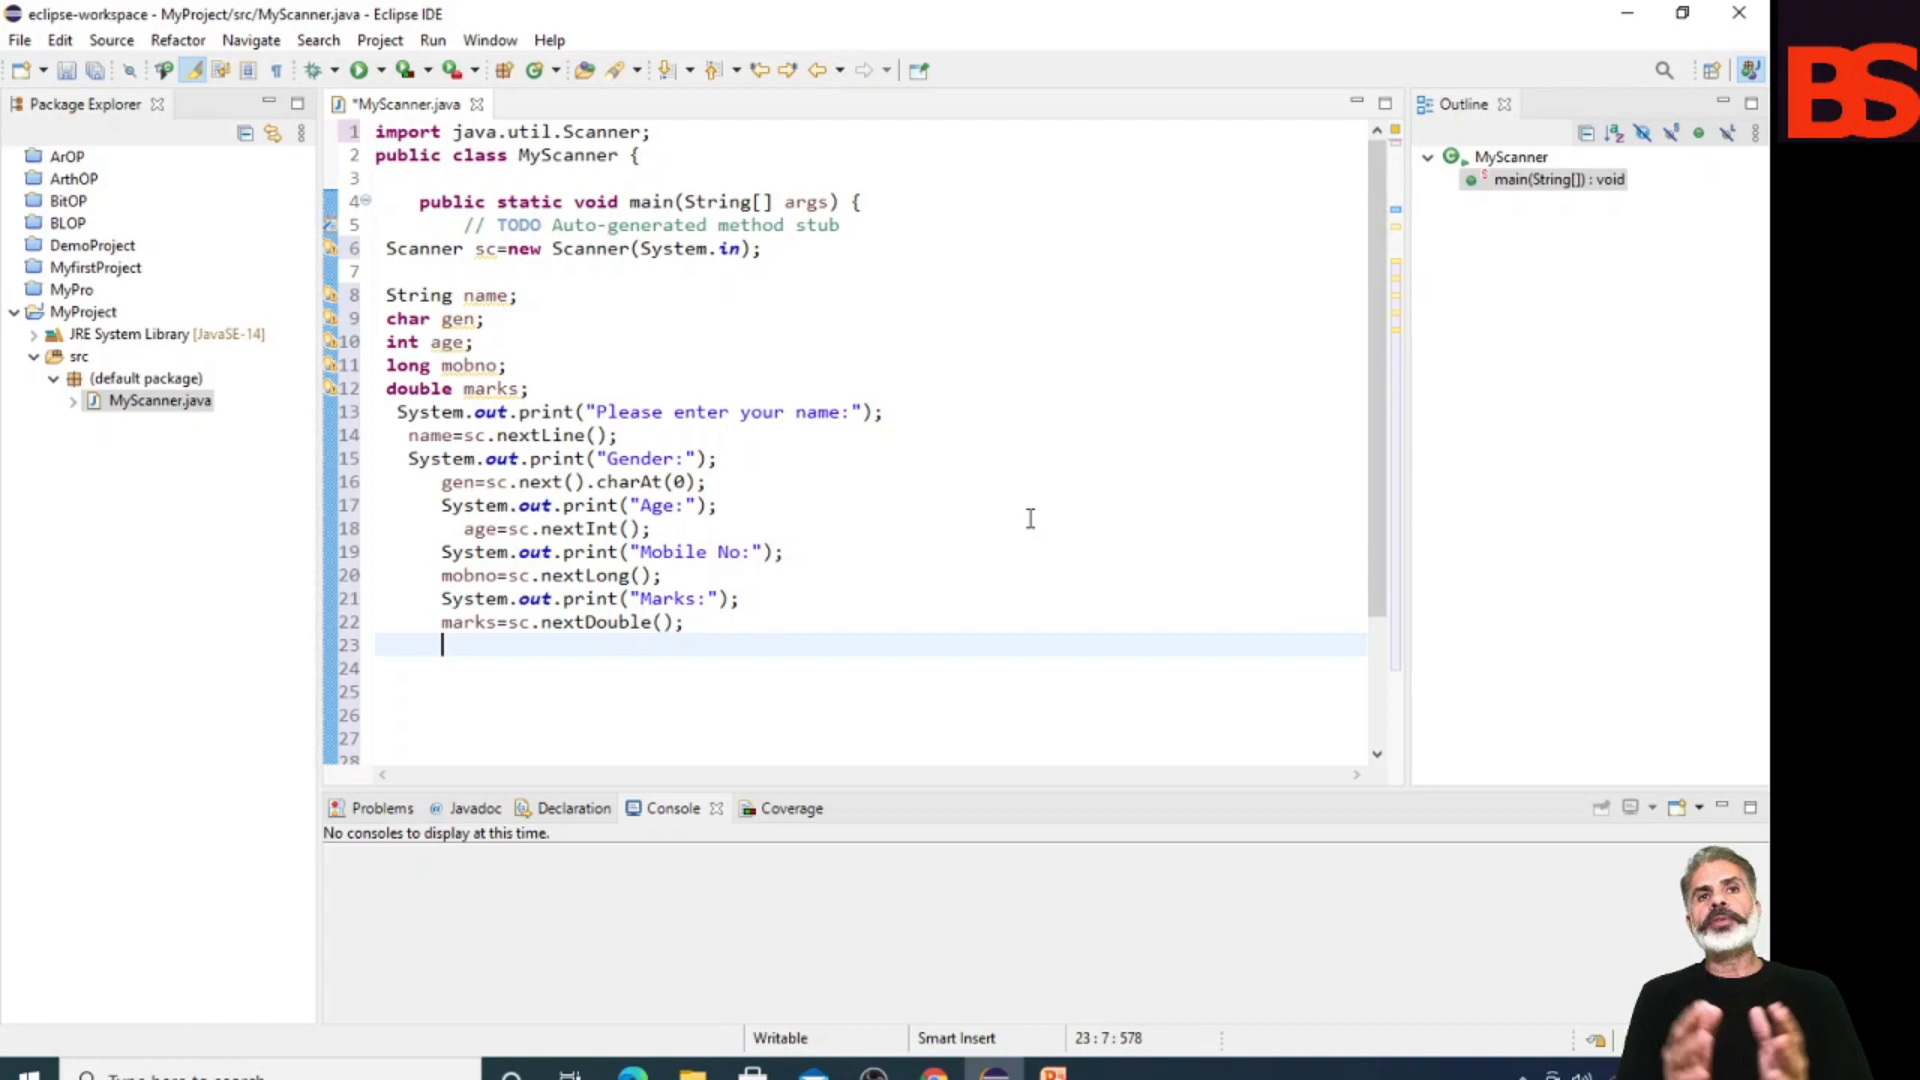 eclipse-workspace - MyProject/src/MyScanner.java - Eclipse IDE
File Edit Source Refactor Navigate Search Project Run Window Help
BS
Package Explorer
ArOP
ArthOP
BitOP
BLOP
DemoProject
MyfirstProject
MyPro
MyProject
JRE System Library [JavaSE-14]
src
(default package)
MyScanner.java
*MyScanner.java
1 import java.util.Scanner;
2 public class MyScanner {
3
4 public static void main(String[] args) {
5 // TODO Auto-generated method stub
6 Scanner sc=new Scanner(System.in);
7
8 String name;
9 char gen;
10 int age;
11 long mobno;
12 double marks;
13 System.out.print("Please enter your name:");
14 name=sc.nextLine();
15 System.out.print("Gender:");
16 gen=sc.next().charAt(0);
17 System.out.print("Age:");
18 age=sc.nextInt();
19 System.out.print("Mobile No:");
20 mobno=sc.nextLong();
21 System.out.print("Marks:");
22 marks=sc.nextDouble();
23
24
25
26
27
28
Outline
MyScanner
main(String[]) : void
Problems @ Javadoc Declaration Console Coverage
No consoles to display at this time.
Writable Smart Insert 23 : 7 : 578
Type here to search